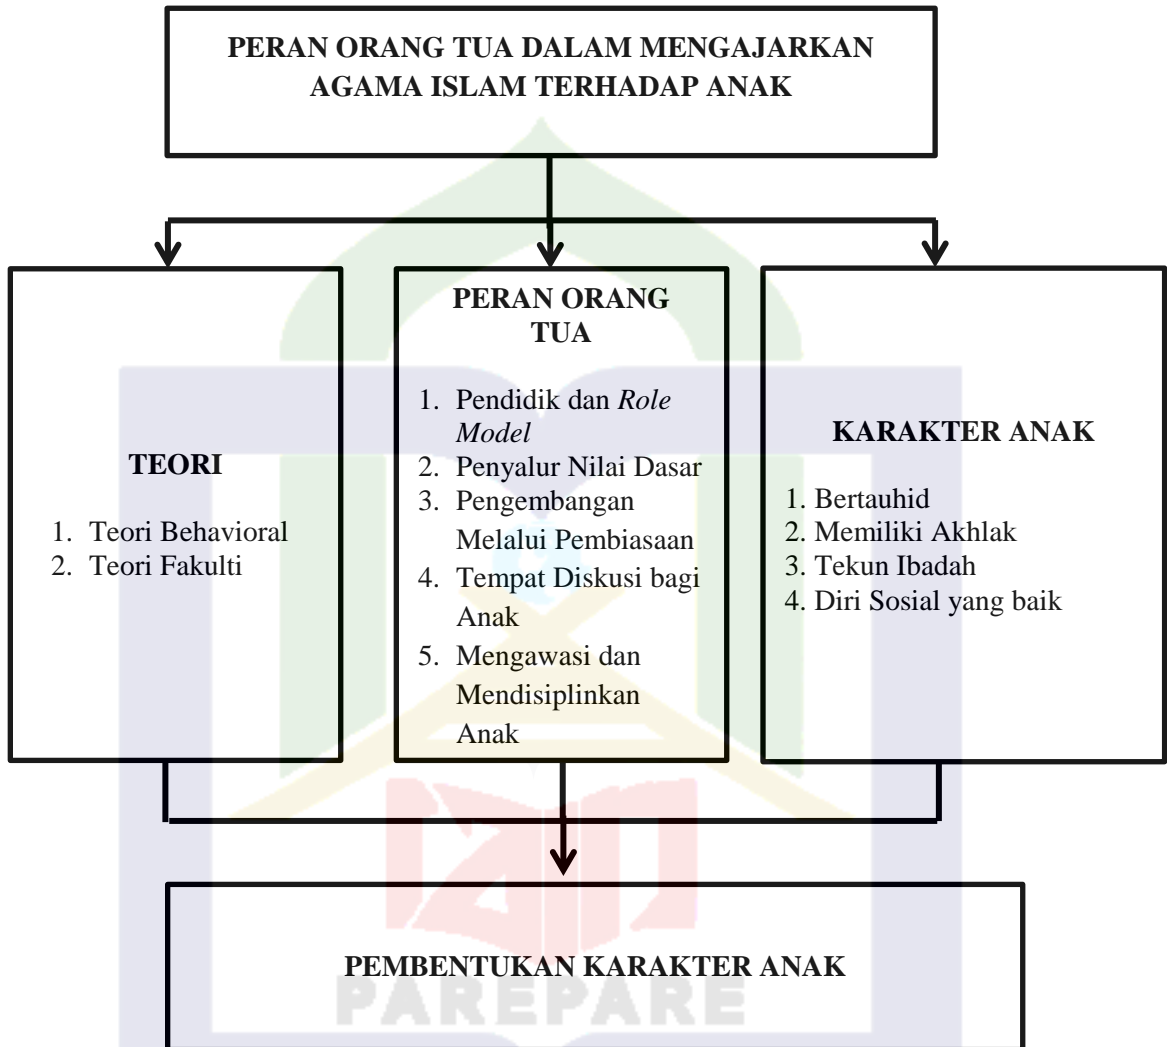 PERAN ORANG TUA DALAM MENGAJARKAN
AGAMA ISLAM TERHADAP ANAK
TEORI
1. Teori Behavioral
2. Teori Fakulti
PERAN ORANG
TUA
1. Pendidik dan Role
Model
2. Penyalur Nilai Dasar
3. Pengembangan
Melalui Pembiasaan
4. Tempat Diskusi bagi
Anak
5. Mengawasi dan
Mendisiplinkan
Anak
KARAKTER ANAK
1. Bertauhid
2. Memiliki Akhlak
3. Tekun Ibadah
4. Diri Sosial yang baik
PEMBENTUKAN KARAKTER ANAK
PAREPARE